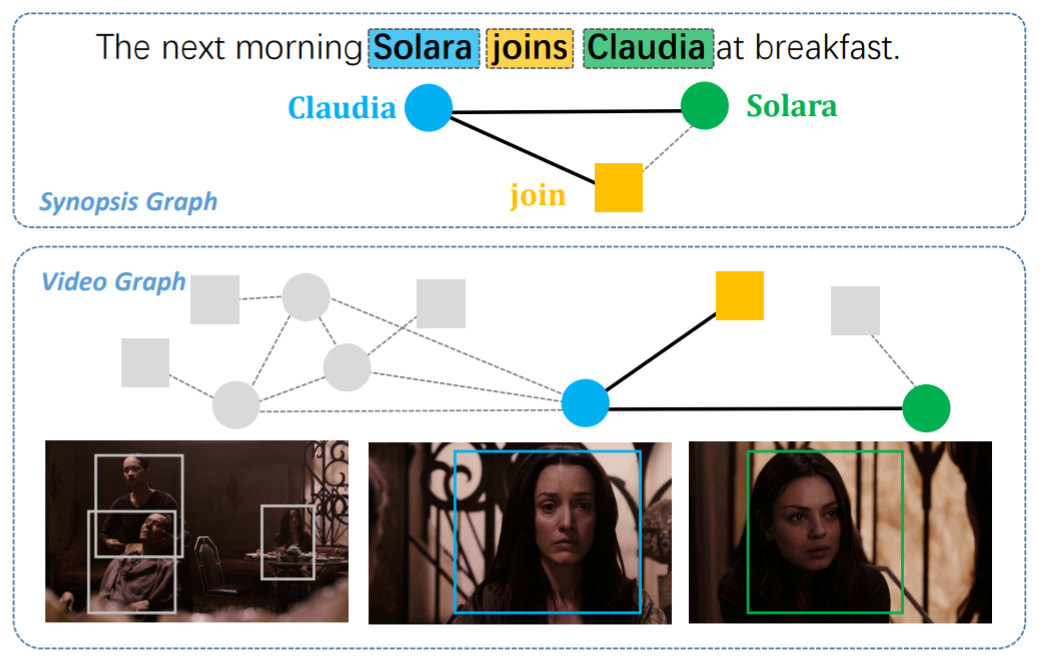 The next morning Solara joins Claudia at breakfast.
Claudia
Solara
join
Synopsis Graph
Video Graph